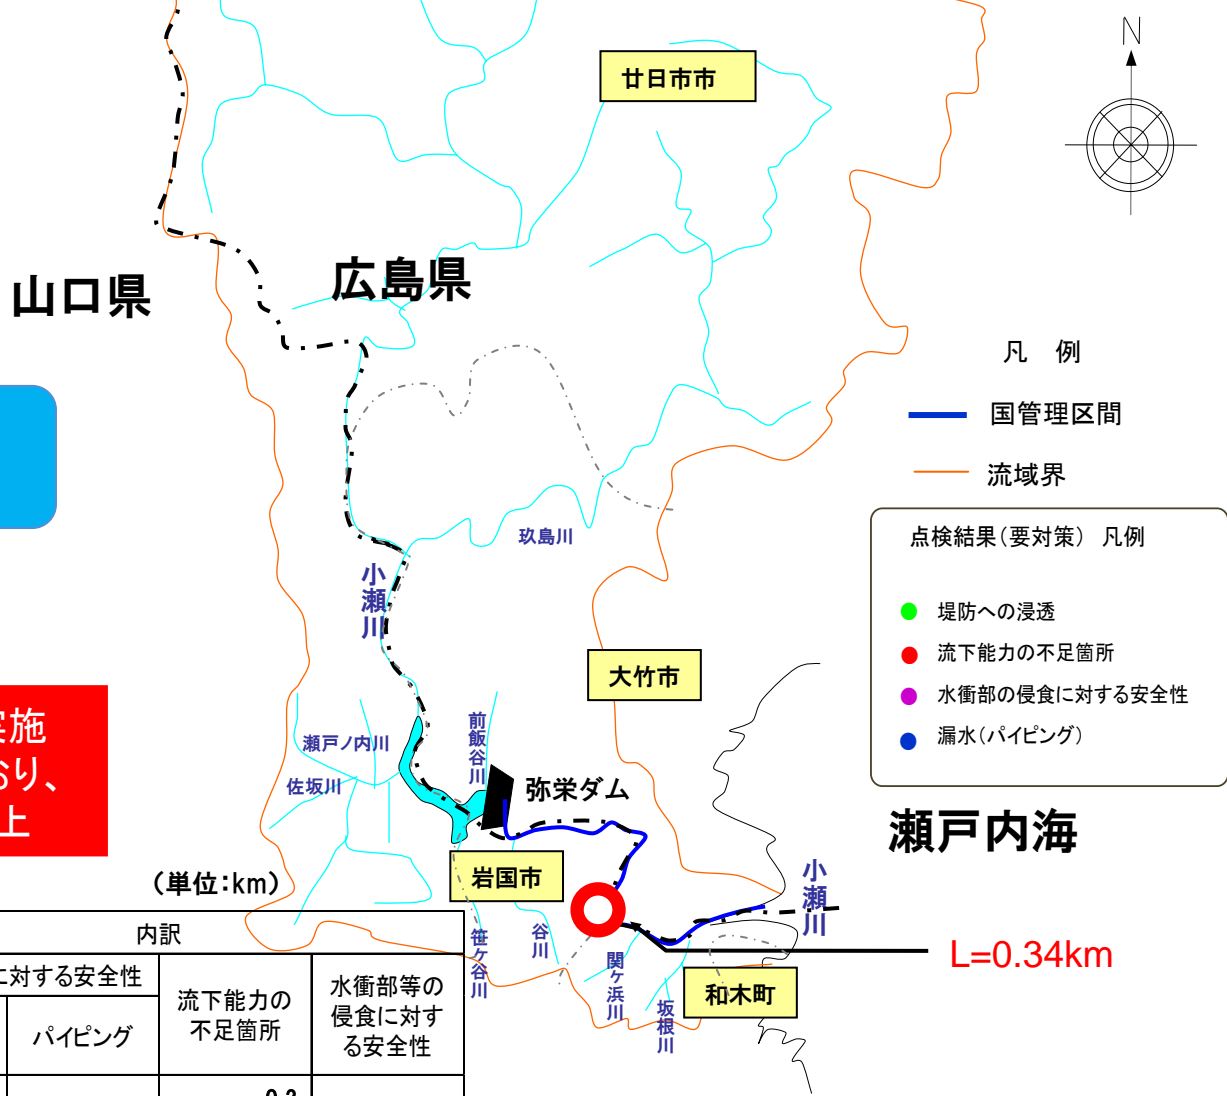 N
廿日市市
山口県
広島県
凡　例
国管理区間
流域界
点検結果（要対策） 凡例
堤防への浸透
流下能力の不足箇所
水衝部の侵食に対する安全性
漏水（パイピング）
玖島川
小瀬川
大竹市
瀬戸ノ内川
佐坂川
前飯谷川
弥栄ダム
瀬戸内海
岩国市
小瀬川
笹ケ谷川
谷川
関ケ浜川
坂根川
和木町
L=0.34km
実施
おり、
上
（単位：km）
内訳
に対する安全性
パイピング
流下能力の
不足箇所
水衝部等の
侵食に対す
る安全性